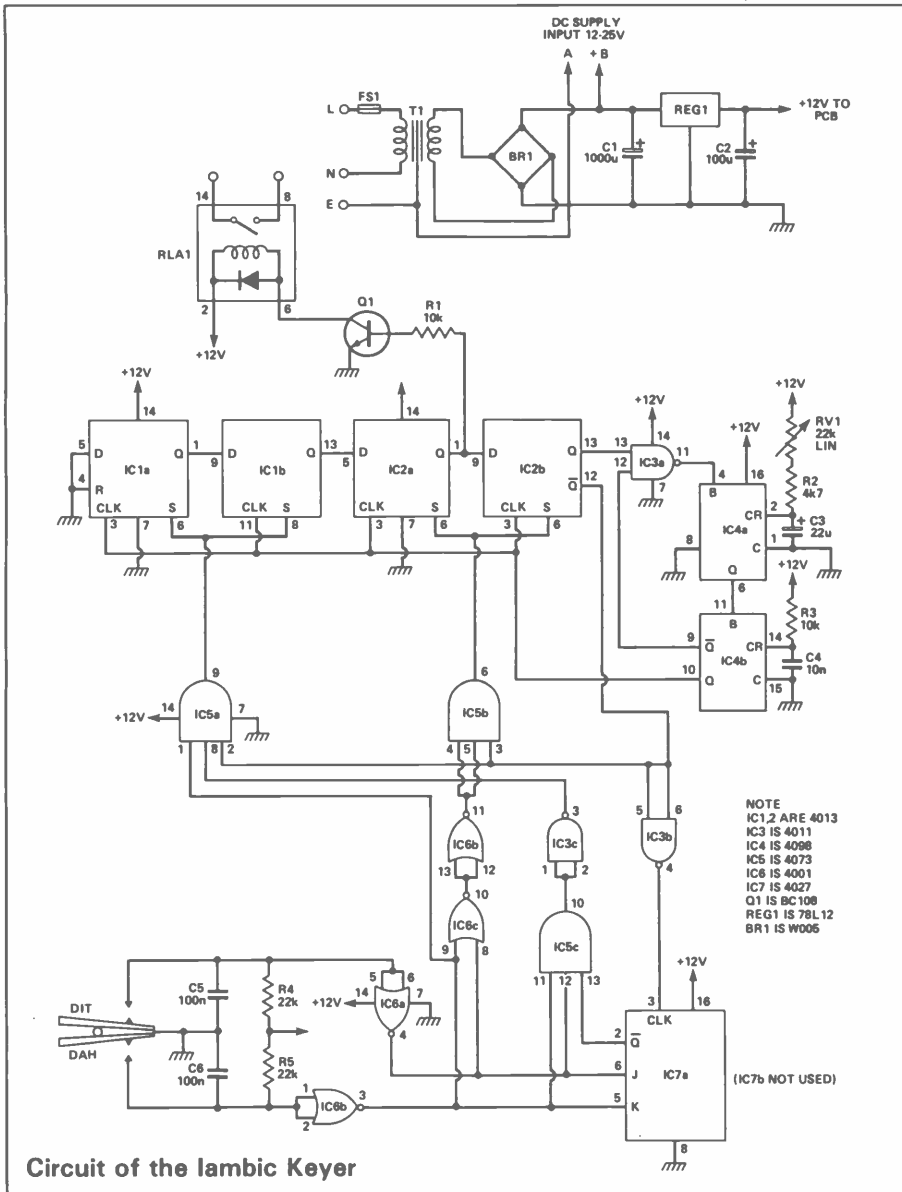 DC SUPPLY
INPUT 12-25V
A + B
FS1
L
T1
N
E
BR1
C1
1000u
+
REG1
C2
100u
+
+12V TO
PCB
14 8
RLA1
2 6
+12V
Q1
R1
10k
+12V
14
5 D Q 1
4 R
IC1a
CLK S
3 7 6
9 D Q 13
IC1b
CLK S
11 8
14
5 D Q 1
IC2a
CLK S
3 7 6
9 D Q 13
Q 12
IC2b
CLK S
3 6
+12V
13 14
12 IC3a 11
7
+12V
4 16
B
IC4a
CR 2
C 1
8
Q
6
+12V
RV1
22k
LIN
R2
4k7
C3
22u
+
11
B
9 Q
IC4b
10 Q
CR 14
C
15
R3
10k
C4
10n
9
+12V 14 IC5a 7
1 8 2
6
IC5b
4 5 3
11
IC6b
13 12
10
IC6c
9 8
3
IC3c
1 2
10
IC5c
11 12 13
5 6
IC3b
4
NOTE
IC1,2 ARE 4013
IC3 IS 4011
IC4 IS 4098
IC5 IS 4073
IC6 IS 4001
IC7 IS 4027
Q1 IS BC108
REG1 IS 78L12
BR1 IS W005
DIT
DAH
C5
100n
C6
100n
R4
22k
R5
22k
5 6
+12V 14 IC6a 7
4
1
2
IC6b 3
+12V
3 16
CLK
2 Q
6 J
5 K
IC7a
8
(IC7b NOT USED)
Circuit of the Iambic Keyer